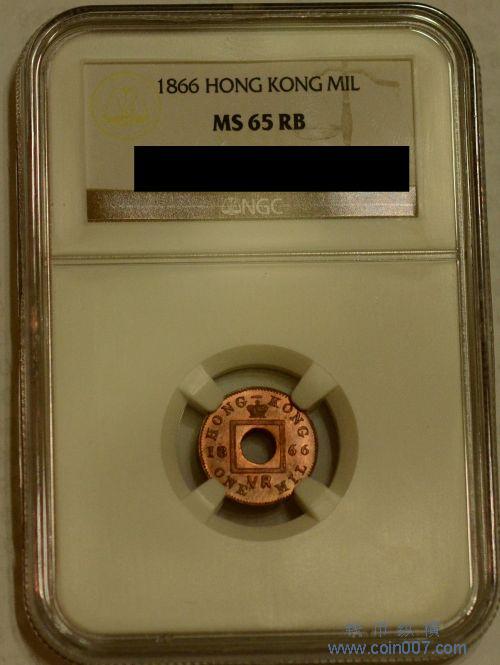 1866 HONG KONG MIL
MS 65 RB
NGC
HONG-KONG
18 66
VR
ONE MIL
www.coin007.com